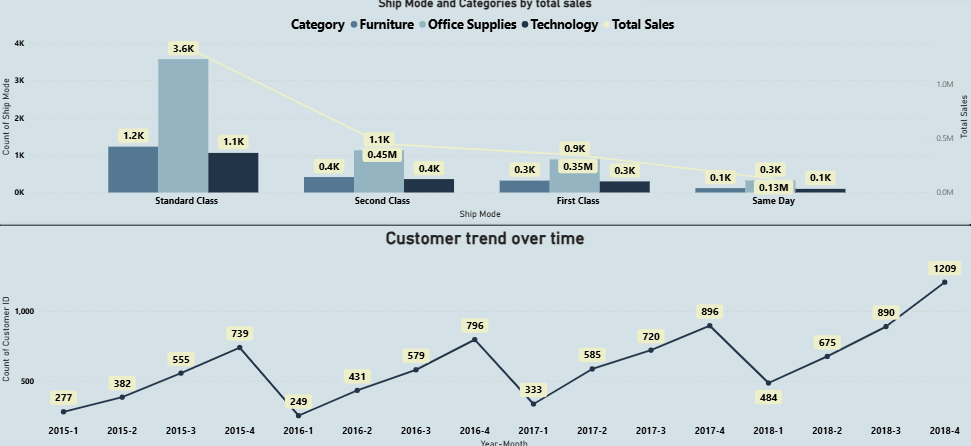 Ship Mode and Categories by total sales
Category Furniture Office Supplies Technology Total Sales
4K
3K
2K
1K
0K
Count of Ship Mode
1.2K
3.6K
1.1K
0.4K
1.1K
0.45M
0.4K
0.3K
0.9K
0.35M
0.3K
0.1K
0.3K
0.13M
0.1K
1.0M
0.5M
0.0M
Total Sales
Standard Class Second Class First Class Same Day
Ship Mode
Customer trend over time
Count of Customer ID
1,000
500
277
382
555
739
249
431
579
796
333
585
720
896
484
675
890
1209
2015-1 2015-2 2015-3 2015-4 2016-1 2016-2 2016-3 2016-4 2017-1 2017-2 2017-3 2017-4 2018-1 2018-2 2018-3 2018-4
Year-Month